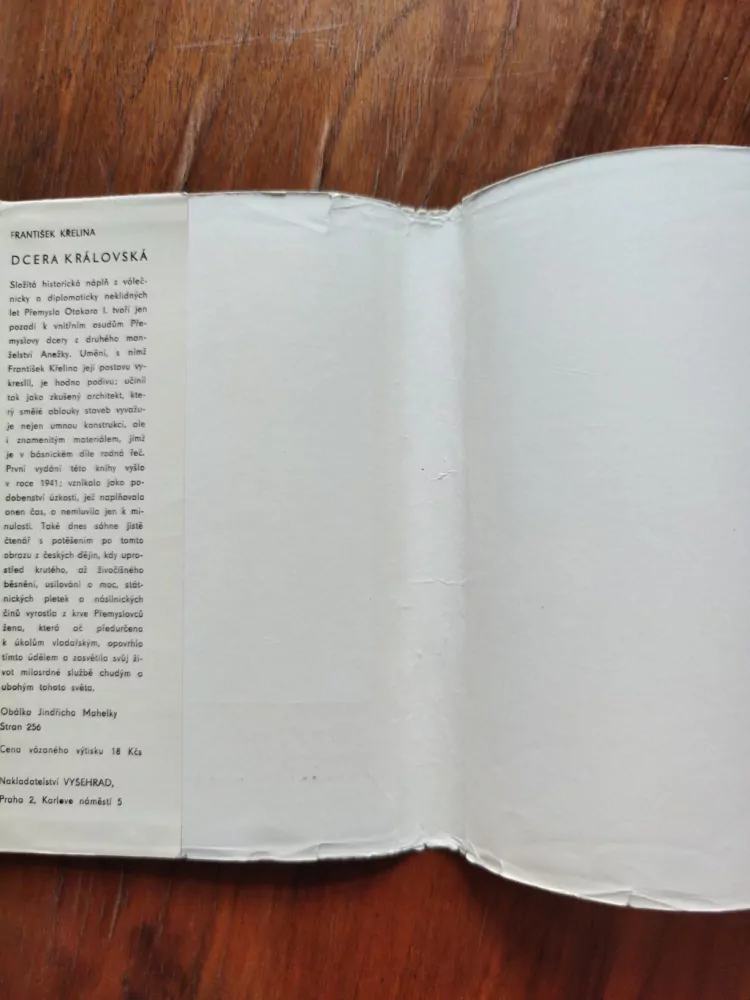 FRANTIŠEK KŘELINA
DCERA KRÁLOVSKÁ
Složitá historická náplň z váleč-
nicky a diplomaticky neklidných
let Přemysla Otakara I. tvoří jen
pozadí k vnitřním osudům Pře-
myslovy dcery z druhého man-
želství Anežky. Umění, s nímž
František Křelina její postavu vy-
kreslil, je hodno podivu; učinil
tak jako zkušený architekt, kte-
rý smělé oblouky staveb vyvažu-
je nejen umnou konstrukcí, ale
i znamenitým materiálem, jímž
je v básnickém díle rodná řeč.
První vydání této knihy vyšlo
v roce 1941; vznikalo jako po-
dobenství úzkosti, jež naplňovala
onen čas, a nemluvila jen k mi-
nulosti. Také dnes sáhne jistě
čtenář s potěšením po tomto
obrazu z českých dějin, kdy upro-
střed krutého, až živočišného
běsnění, usilování o moc, stát-
nických pletek a násilnických
činů vyrostla z krve Přemyslovců
žena, která ač předurčena
k úkolům vladařským, opovrhla
tímto údělem a zasvětila svůj ži-
vot milosrdné službě chudým a
ubohým tohoto světa.
Obálka Jindřicha Mahelky
Stran 256
Cena vázaného výtisku 18 Kčs
Nakladatelství VYŠEHRAD,
Praha 2, Karlovo náměstí 5